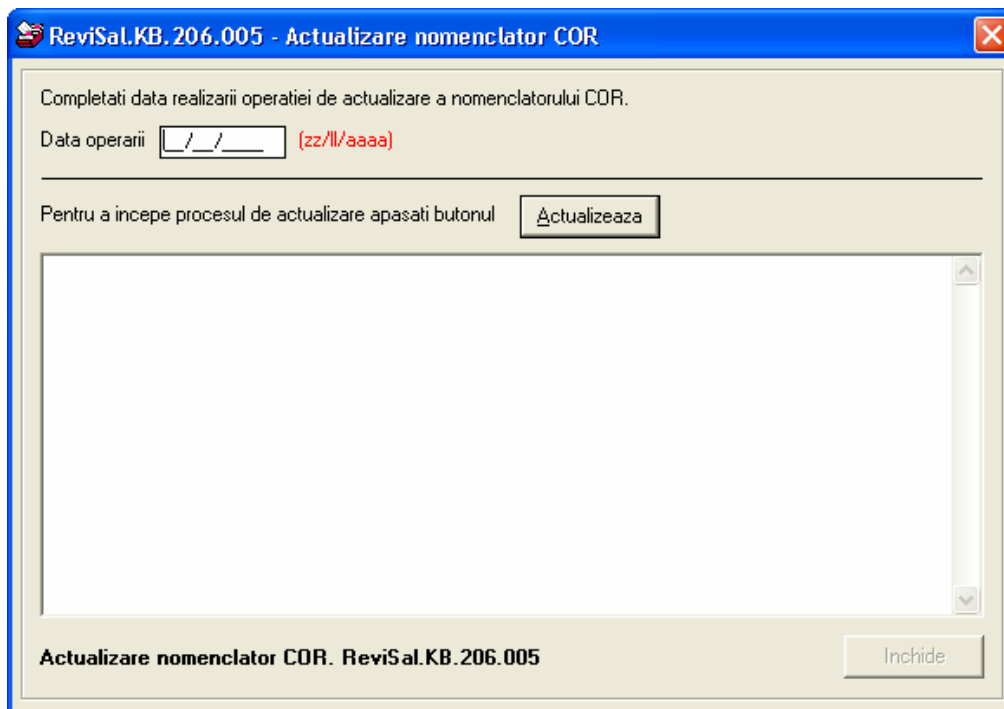 ReviSal.KB.206.005 - Actualizare nomenclator COR
Completati data realizarii operatiei de actualizare a nomenclatorului COR.
Data operarii __/__/____ (zz/ll/aaaa)
Pentru a incepe procesul de actualizare apasati butonul Actualizeaza
Actualizare nomenclator COR. ReviSal.KB.206.005 Inchide